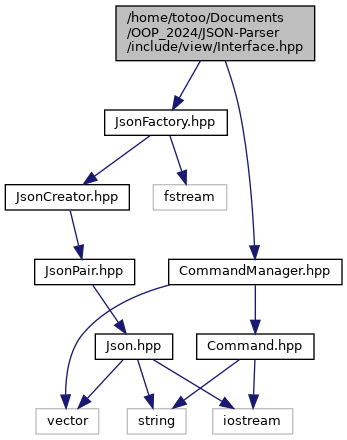 /home/totoo/Documents
/OOP_2024/JSON-Parser
/include/view/Interface.hpp
JsonFactory.hpp
JsonCreator.hpp
fstream
JsonPair.hpp
CommandManager.hpp
Json.hpp
Command.hpp
vector
string
iostream